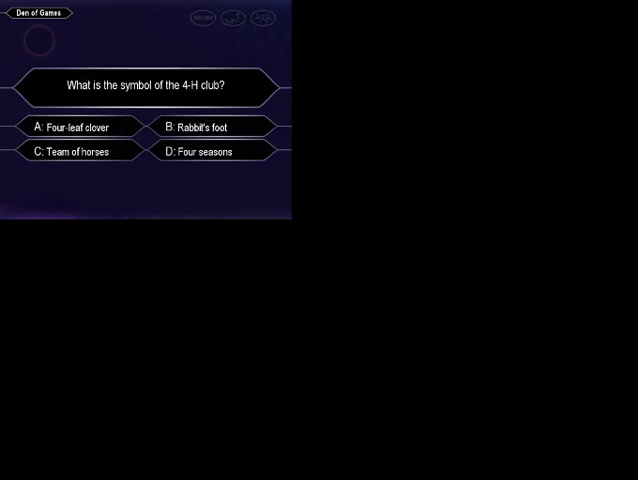 Den of Games
What is the symbol of the 4-H club?
A: Four-leaf clover
B: Rabbit's foot
C: Team of horses
D: Four seasons